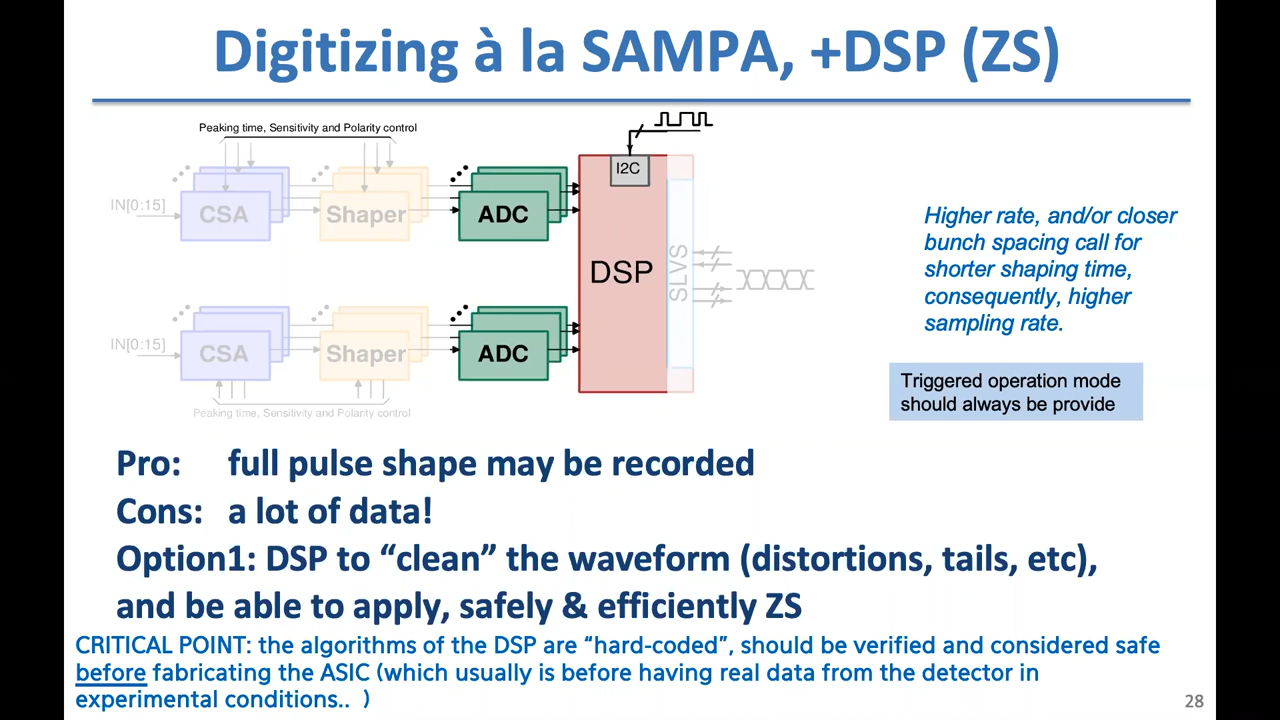 Digitizing à la SAMPA, +DSP (ZS)
Peaking time, Sensitivity and Polarity control
I2C
IN[0:15]
CSA
Shaper
ADC
DSP
SLVS
IN[0:15]
CSA
Shaper
ADC
Peaking time, Sensitivity and Polarity control
Higher rate, and/or closer
bunch spacing call for
shorter shaping time,
consequently, higher
sampling rate.
Triggered operation mode
should always be provide
Pro: full pulse shape may be recorded
Cons: a lot of data!
Option1: DSP to “clean” the waveform (distortions, tails, etc),
and be able to apply, safely & efficiently ZS
CRITICAL POINT: the algorithms of the DSP are “hard-coded”, should be verified and considered safe
before fabricating the ASIC (which usually is before having real data from the detector in
experimental conditions.. )
28